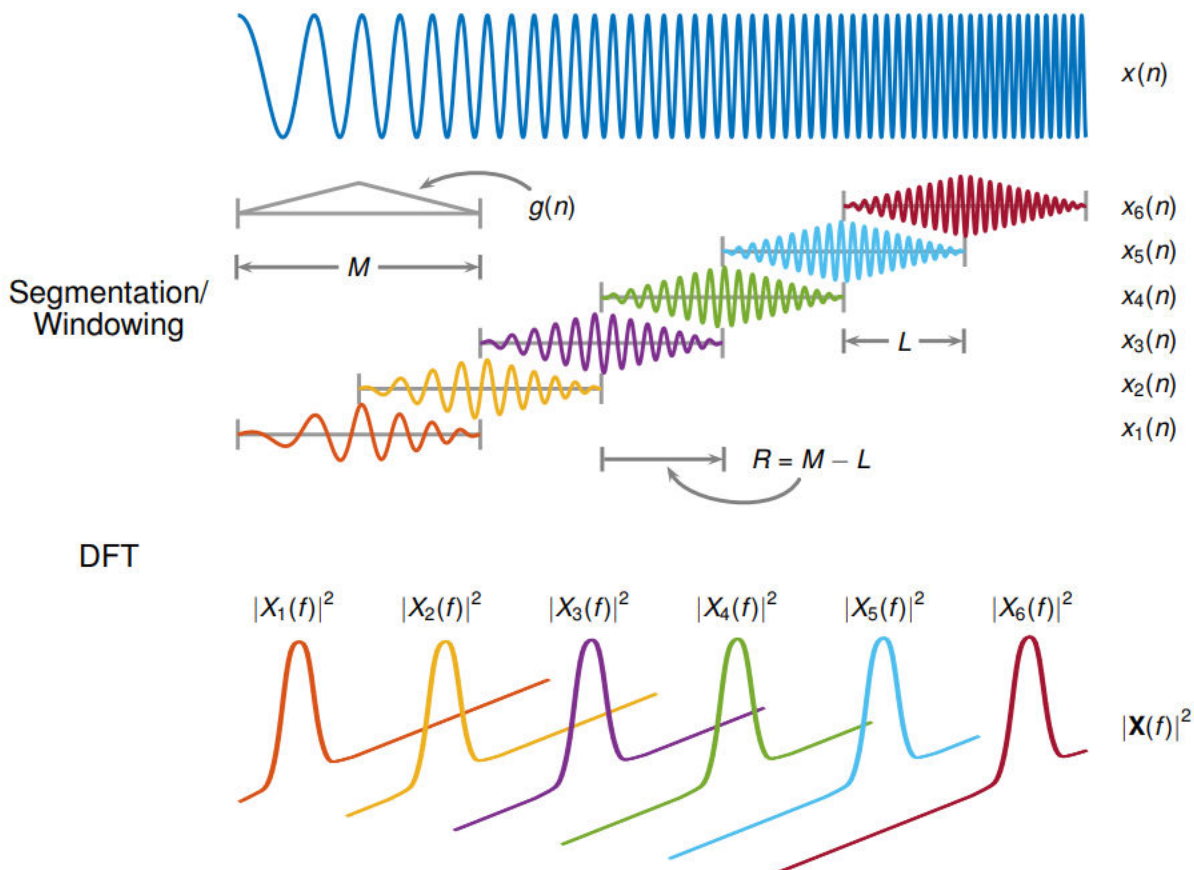 x(n)
g(n)
x₆(n)
x₅(n)
M
Segmentation/
Windowing
x₄(n)
x₃(n)
L
x₂(n)
x₁(n)
R = M − L
DFT
|X₁(f)|² |X₂(f)|² |X₃(f)|² |X₄(f)|² |X₅(f)|² |X₆(f)|²
|X(f)|²